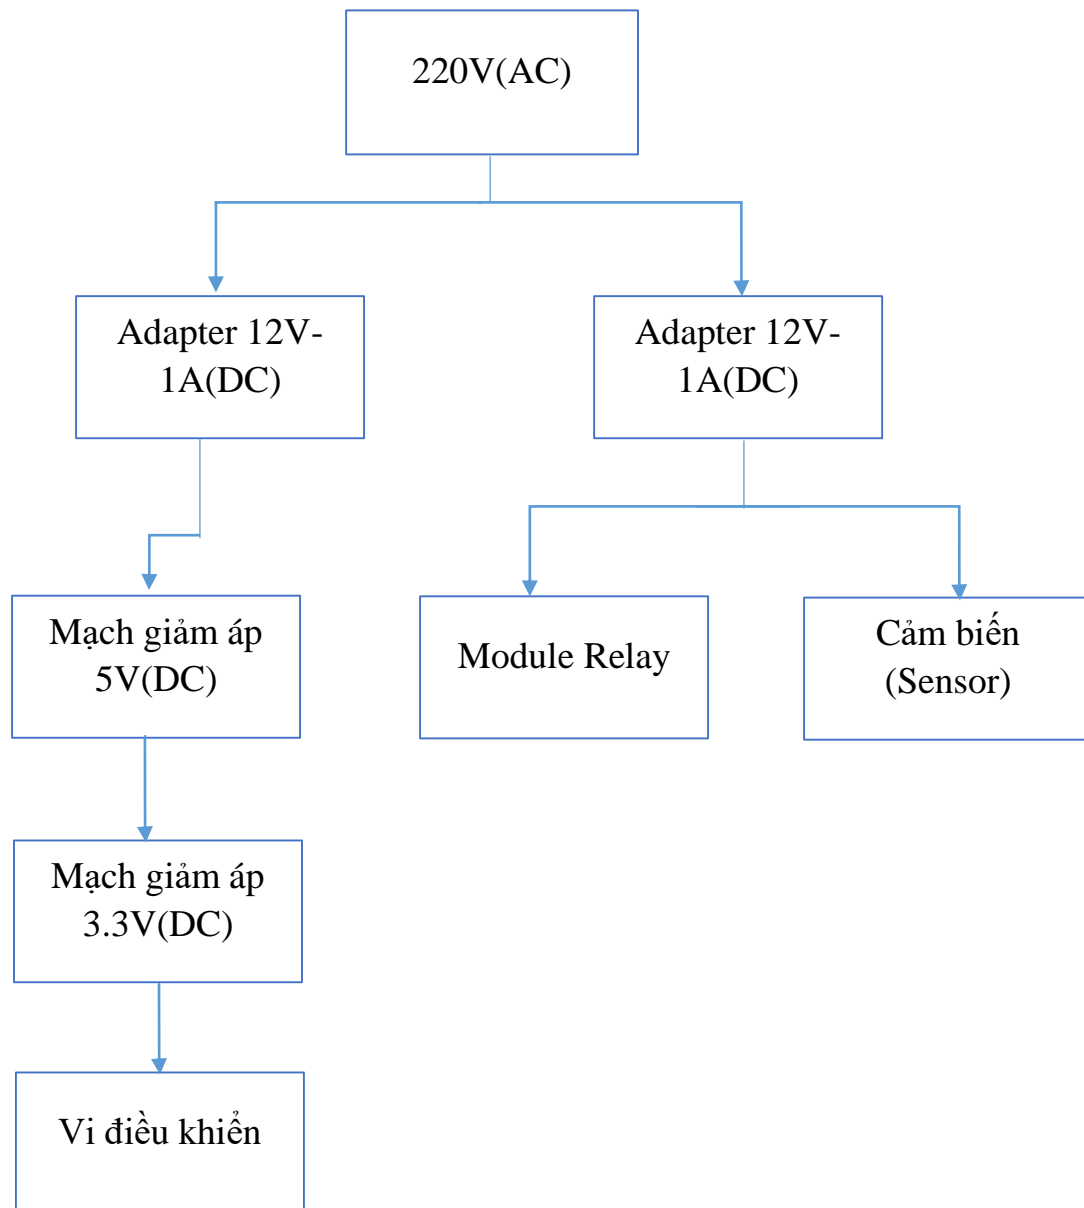 220V(AC)
Adapter 12V-
1A(DC)
Adapter 12V-
1A(DC)
Mạch giảm áp
5V(DC)
Module Relay
Cảm biến
(Sensor)
Mạch giảm áp
3.3V(DC)
Vi điều khiển